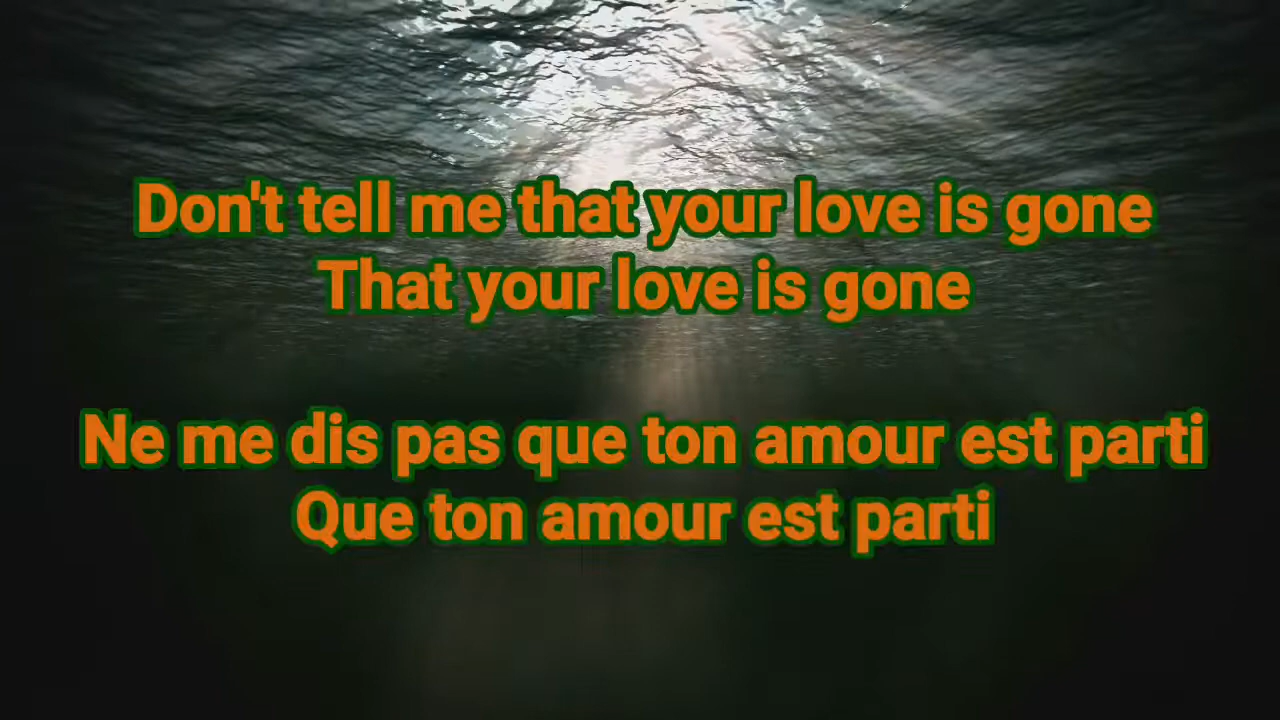 Don't tell me that your love is gone
That your love is gone
Ne me dis pas que ton amour est parti
Que ton amour est parti